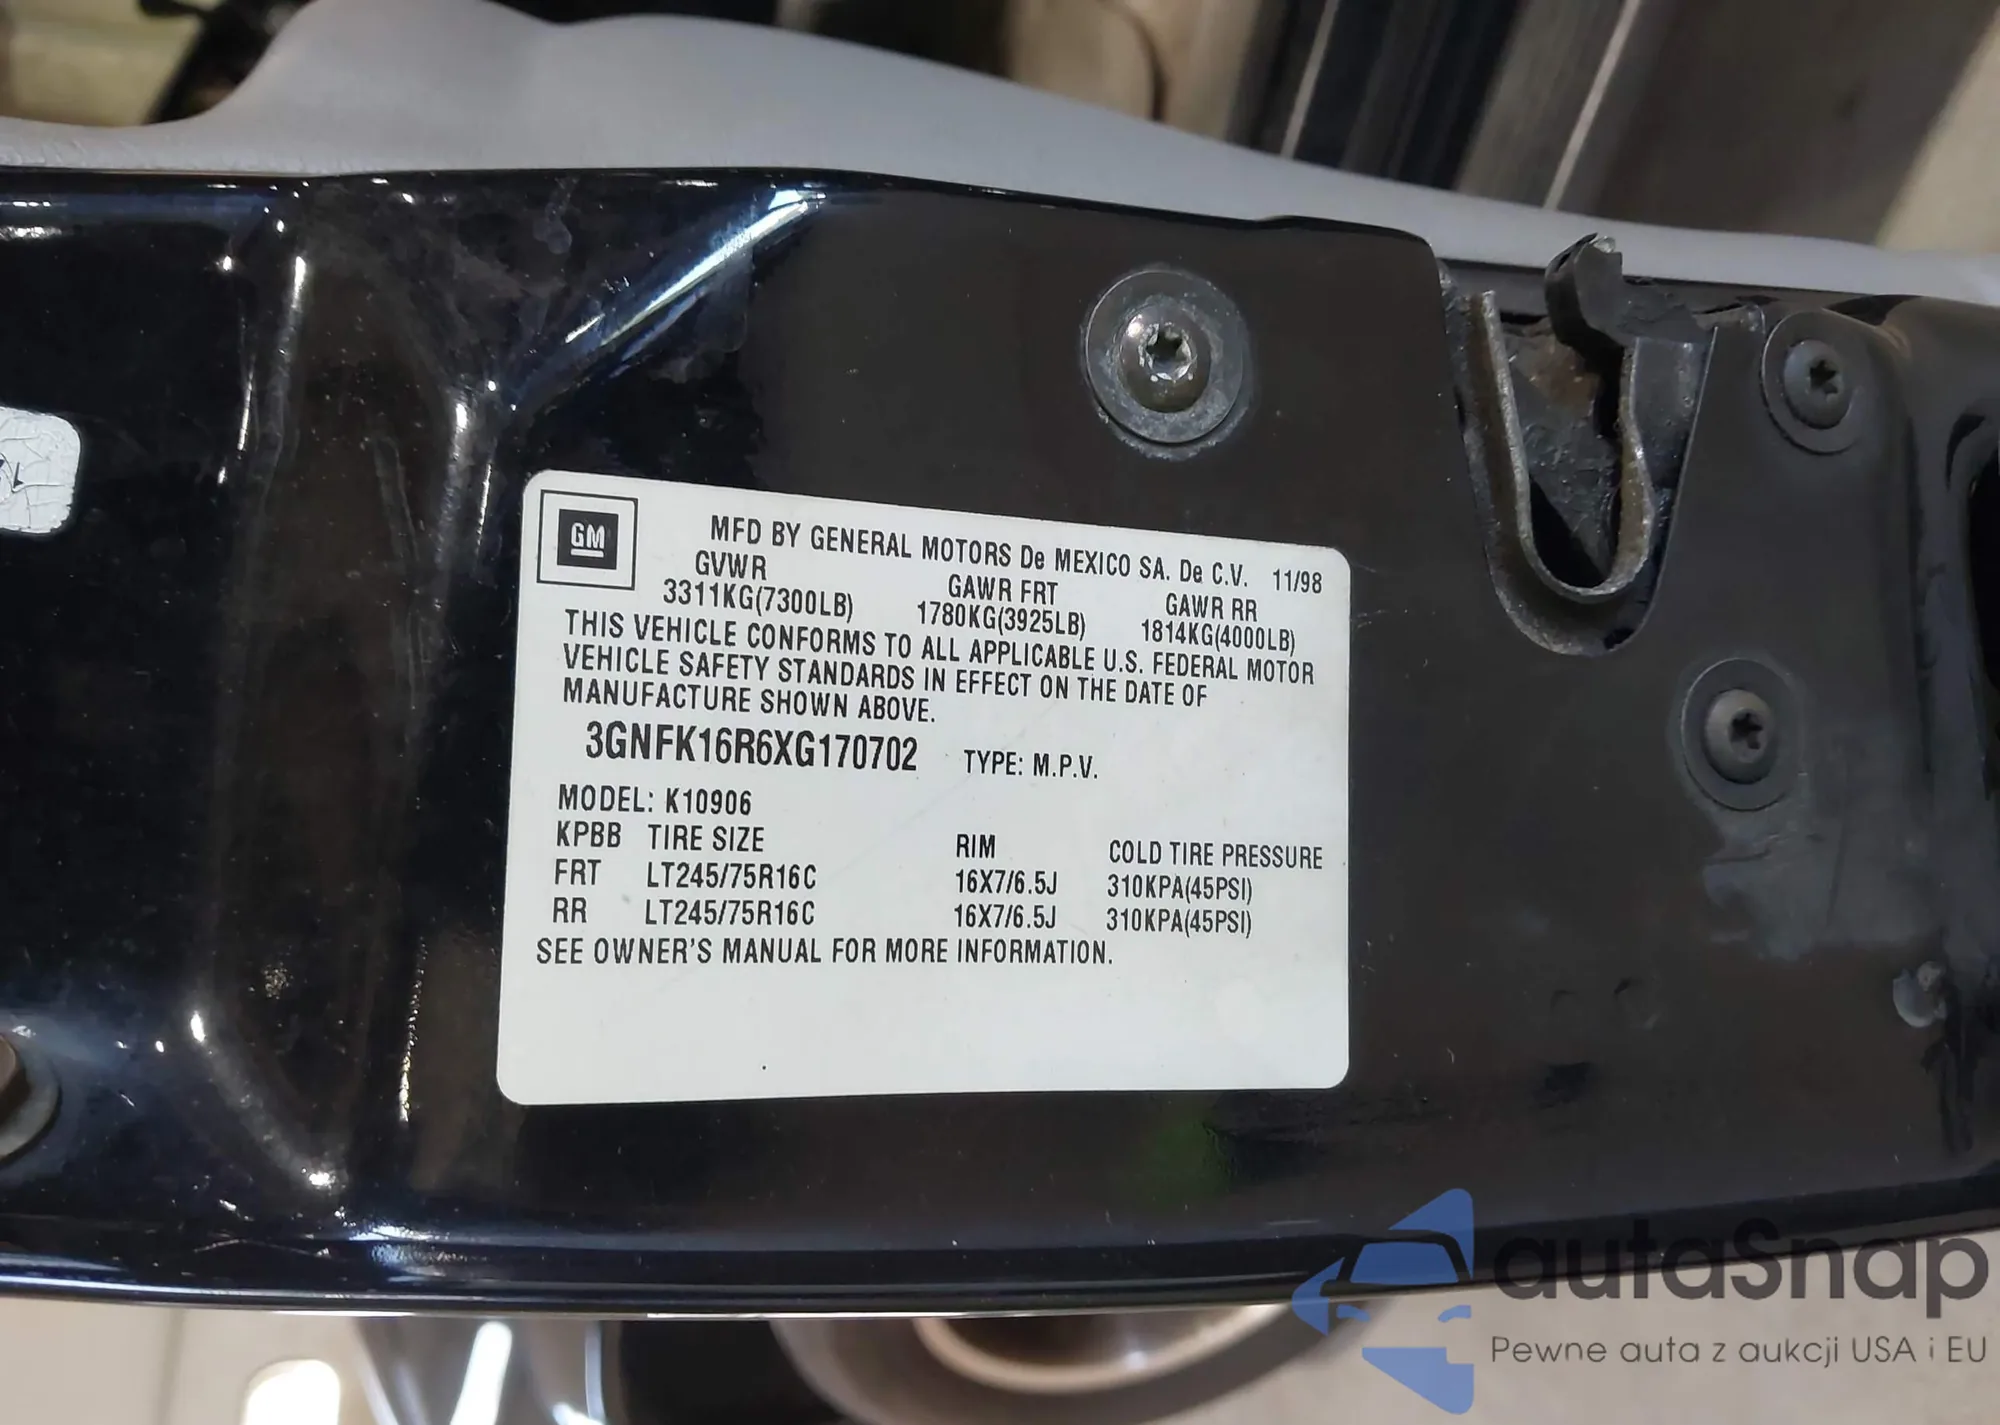 GM
MFD BY GENERAL MOTORS De MEXICO SA. De C.V. 11/98
GVWR GAWR FRT GAWR RR
3311KG(7300LB) 1780KG(3925LB) 1814KG(4000LB)
THIS VEHICLE CONFORMS TO ALL APPLICABLE U.S. FEDERAL MOTOR
VEHICLE SAFETY STANDARDS IN EFFECT ON THE DATE OF
MANUFACTURE SHOWN ABOVE.
3GNFK16R6XG170702 TYPE: M.P.V.
MODEL: K10906
KPBB TIRE SIZE RIM COLD TIRE PRESSURE
FRT LT245/75R16C 16X7/6.5J 310KPA(45PSI)
RR LT245/75R16C 16X7/6.5J 310KPA(45PSI)
SEE OWNER'S MANUAL FOR MORE INFORMATION.
autaSnap
Pewne auta z aukcji USA i EU